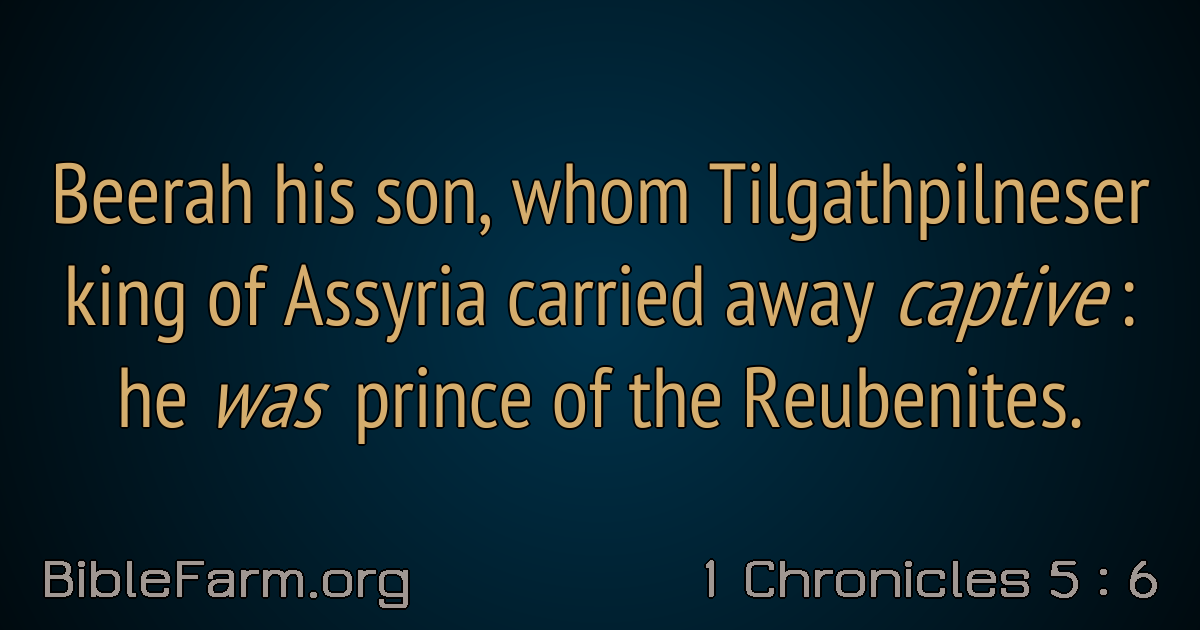 Beerah his son, whom Tilgathpilneser
king of Assyria carried away captive :
he was prince of the Reubenites.
BibleFarm.org
1 Chronicles 5 : 6